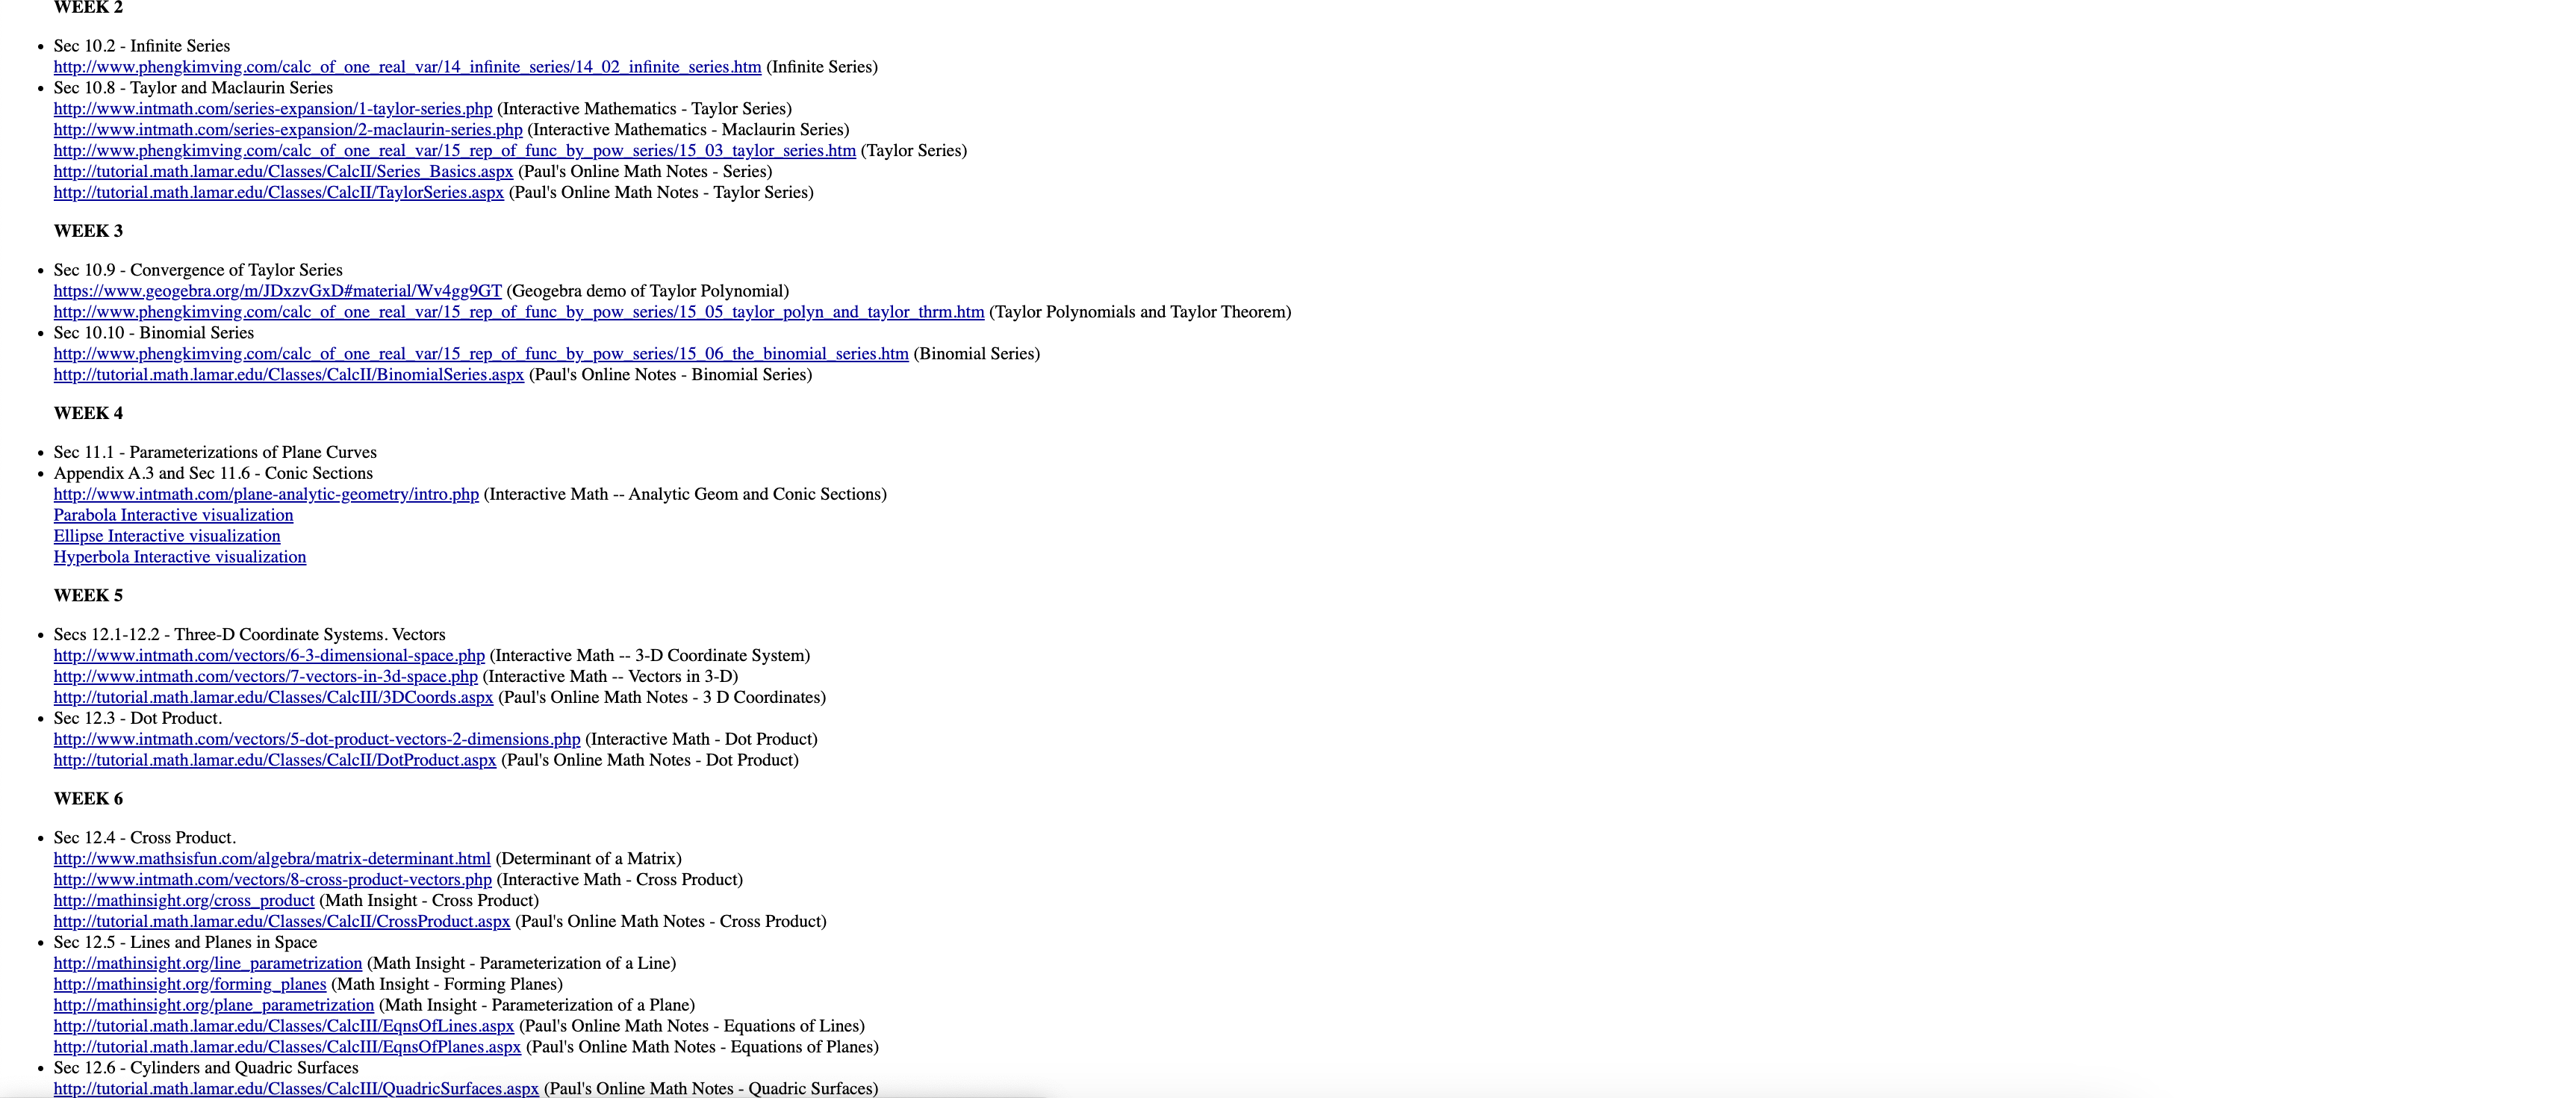 WEEK 2
Sec 10.2 - Infinite Series
http://www.phengkimving.com/calc_of_one_real_var/14_infinite_series/14_02_infinite_series.htm (Infinite Series)
Sec 10.8 - Taylor and Maclaurin Series
http://www.intmath.com/series-expansion/1-taylor-series.php (Interactive Mathematics - Taylor Series)
http://www.intmath.com/series-expansion/2-maclaurin-series.php (Interactive Mathematics - Maclaurin Series)
http://www.phengkimving.com/calc_of_one_real_var/15_rep_of_func_by_pow_series/15_03_taylor_series.htm (Taylor Series)
http://tutorial.math.lamar.edu/Classes/CalcII/Series_Basics.aspx (Paul's Online Math Notes - Series)
http://tutorial.math.lamar.edu/Classes/CalcII/TaylorSeries.aspx (Paul's Online Math Notes - Taylor Series)
WEEK 3
Sec 10.9 - Convergence of Taylor Series
https://www.geogebra.org/m/JDxzvGxD#material/Wv4gg9GT (Geogebra demo of Taylor Polynomial)
http://www.phengkimving.com/calc_of_one_real_var/15_rep_of_func_by_pow_series/15_05_taylor_polyn_and_taylor_thrm.htm (Taylor Polynomials and Taylor Theorem)
Sec 10.10 - Binomial Series
http://www.phengkimving.com/calc_of_one_real_var/15_rep_of_func_by_pow_series/15_06_the_binomial_series.htm (Binomial Series)
http://tutorial.math.lamar.edu/Classes/CalcII/BinomialSeries.aspx (Paul's Online Notes - Binomial Series)
WEEK 4
Sec 11.1 - Parameterizations of Plane Curves
Appendix A.3 and Sec 11.6 - Conic Sections
http://www.intmath.com/plane-analytic-geometry/intro.php (Interactive Math -- Analytic Geom and Conic Sections)
Parabola Interactive visualization
Ellipse Interactive visualization
Hyperbola Interactive visualization
WEEK 5
Secs 12.1-12.2 - Three-D Coordinate Systems. Vectors
http://www.intmath.com/vectors/6-3-dimensional-space.php (Interactive Math -- 3-D Coordinate System)
http://www.intmath.com/vectors/7-vectors-in-3d-space.php (Interactive Math -- Vectors in 3-D)
http://tutorial.math.lamar.edu/Classes/CalcIII/3DCoords.aspx (Paul's Online Math Notes - 3 D Coordinates)
Sec 12.3 - Dot Product.
http://www.intmath.com/vectors/5-dot-product-vectors-2-dimensions.php (Interactive Math - Dot Product)
http://tutorial.math.lamar.edu/Classes/CalcII/DotProduct.aspx (Paul's Online Math Notes - Dot Product)
WEEK 6
Sec 12.4 - Cross Product.
http://www.mathsisfun.com/algebra/matrix-determinant.html (Determinant of a Matrix)
http://www.intmath.com/vectors/8-cross-product-vectors.php (Interactive Math - Cross Product)
http://mathinsight.org/cross_product (Math Insight - Cross Product)
http://tutorial.math.lamar.edu/Classes/CalcII/CrossProduct.aspx (Paul's Online Math Notes - Cross Product)
Sec 12.5 - Lines and Planes in Space
http://mathinsight.org/line_parametrization (Math Insight - Parameterization of a Line)
http://mathinsight.org/forming_planes (Math Insight - Forming Planes)
http://mathinsight.org/plane_parametrization (Math Insight - Parameterization of a Plane)
http://tutorial.math.lamar.edu/Classes/CalcIII/EqnsOfLines.aspx (Paul's Online Math Notes - Equations of Lines)
http://tutorial.math.lamar.edu/Classes/CalcIII/EqnsOfPlanes.aspx (Paul's Online Math Notes - Equations of Planes)
Sec 12.6 - Cylinders and Quadric Surfaces
http://tutorial.math.lamar.edu/Classes/CalcIII/QuadricSurfaces.aspx (Paul's Online Math Notes - Quadric Surfaces)